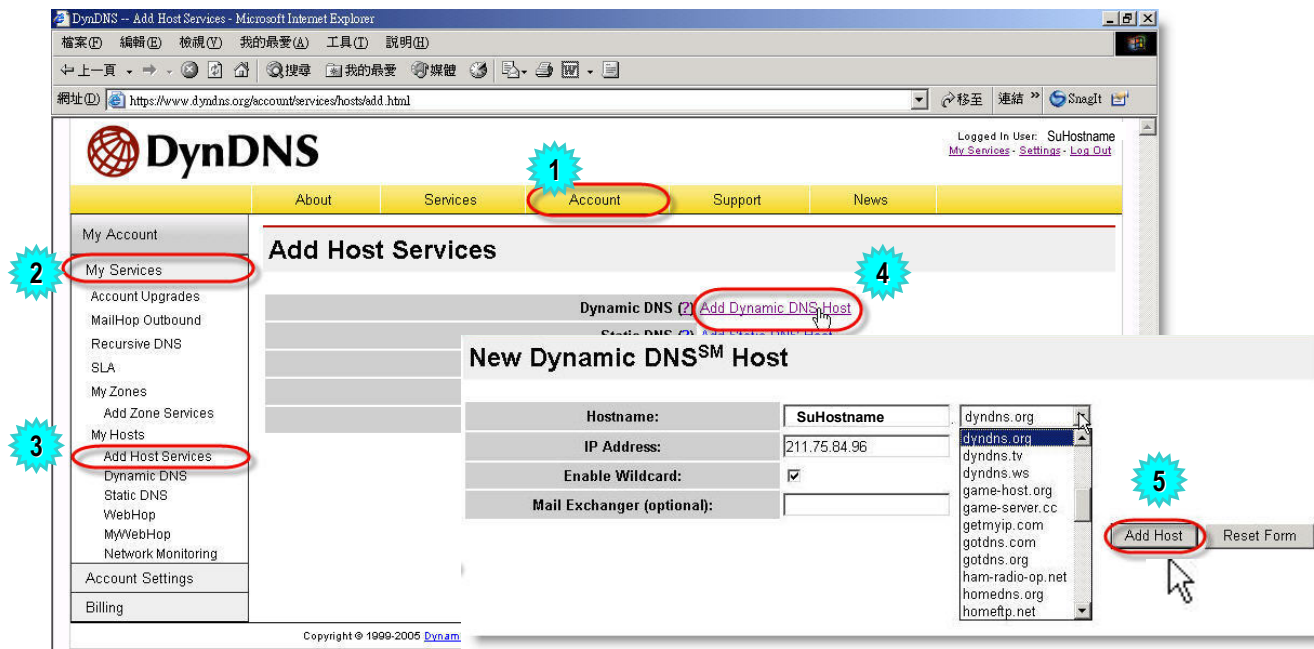 DynDNS -- Add Host Services - Microsoft Internet Explorer
檔案(F) 編輯(E) 檢視(V) 我的最愛(A) 工具(T) 說明(H)
上一頁 搜尋 我的最愛 媒體
網址(D) https://www.dyndns.org/account/services/hosts/add.html 移至 連結 » SnagIt
DynDNS
Logged In User: SuHostname
My Services - Settings - Log Out
1
About Services Account Support News
My Account
2
My Services
Account Upgrades
MailHop Outbound
Recursive DNS
SLA
My Zones
Add Zone Services
My Hosts
3
Add Host Services
Dynamic DNS
Static DNS
WebHop
MyWebHop
Network Monitoring
Account Settings
Billing
Add Host Services
4
Dynamic DNS (?) Add Dynamic DNS Host
Static DNS (?) Add Static DNS Host
New Dynamic DNSSM Host
Hostname: SuHostname . dyndns.org
IP Address: 211.75.84.96
Enable Wildcard:
Mail Exchanger (optional):
dyndns.org
dyndns.tv
dyndns.ws
game-host.org
game-server.cc
getmyip.com
gotdns.com
gotdns.org
ham-radio-op.net
homedns.org
homeftp.net
5
Add Host Reset Form
Copyright © 1999-2005 Dynam